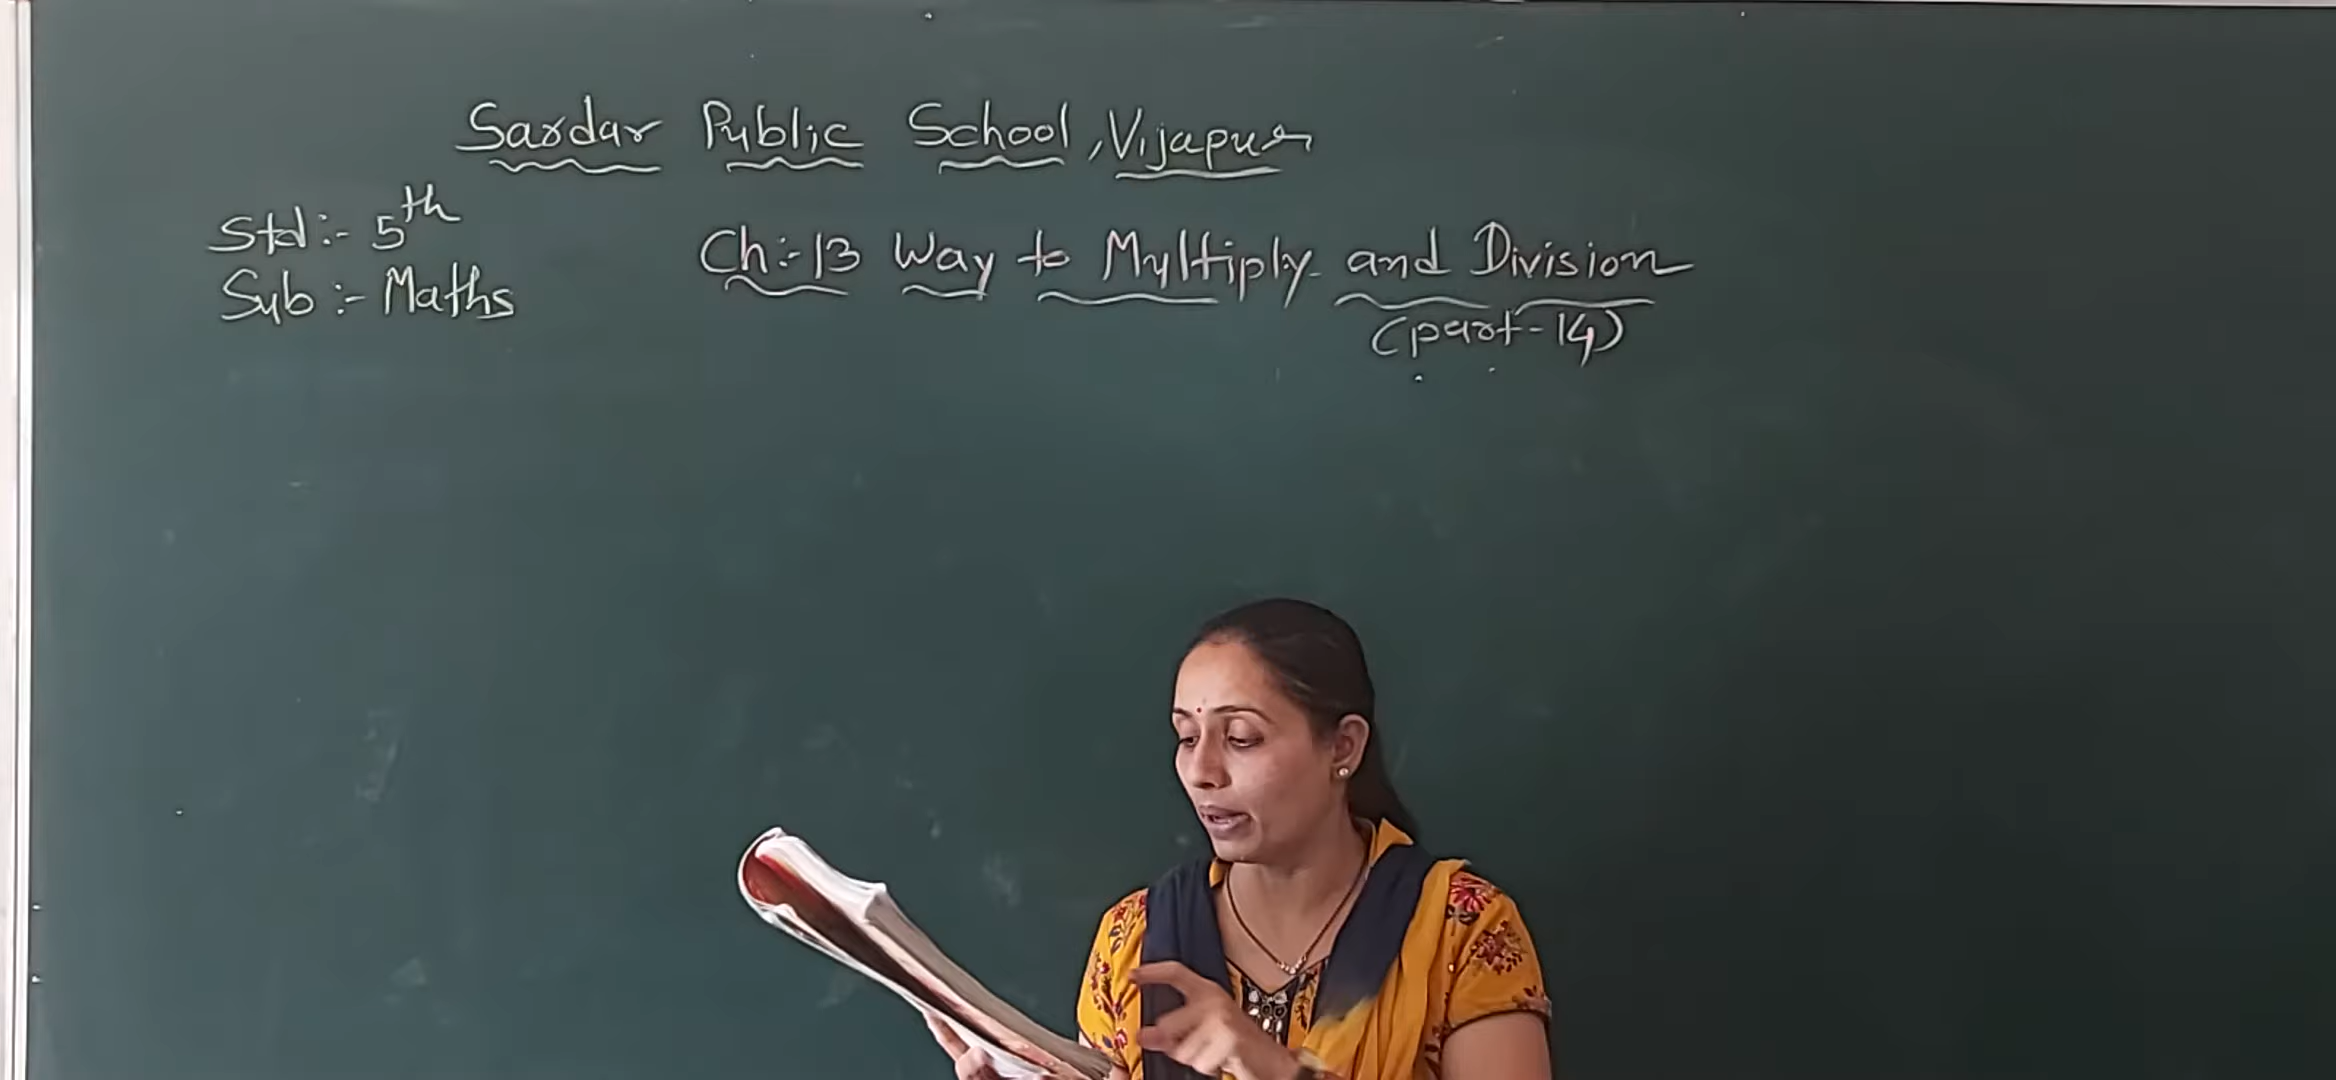 Sardar Public School, Vijapur
Std :- 5th
Sub :- Maths
Ch :- 13 Way to Multiply and Division
(part - 14)